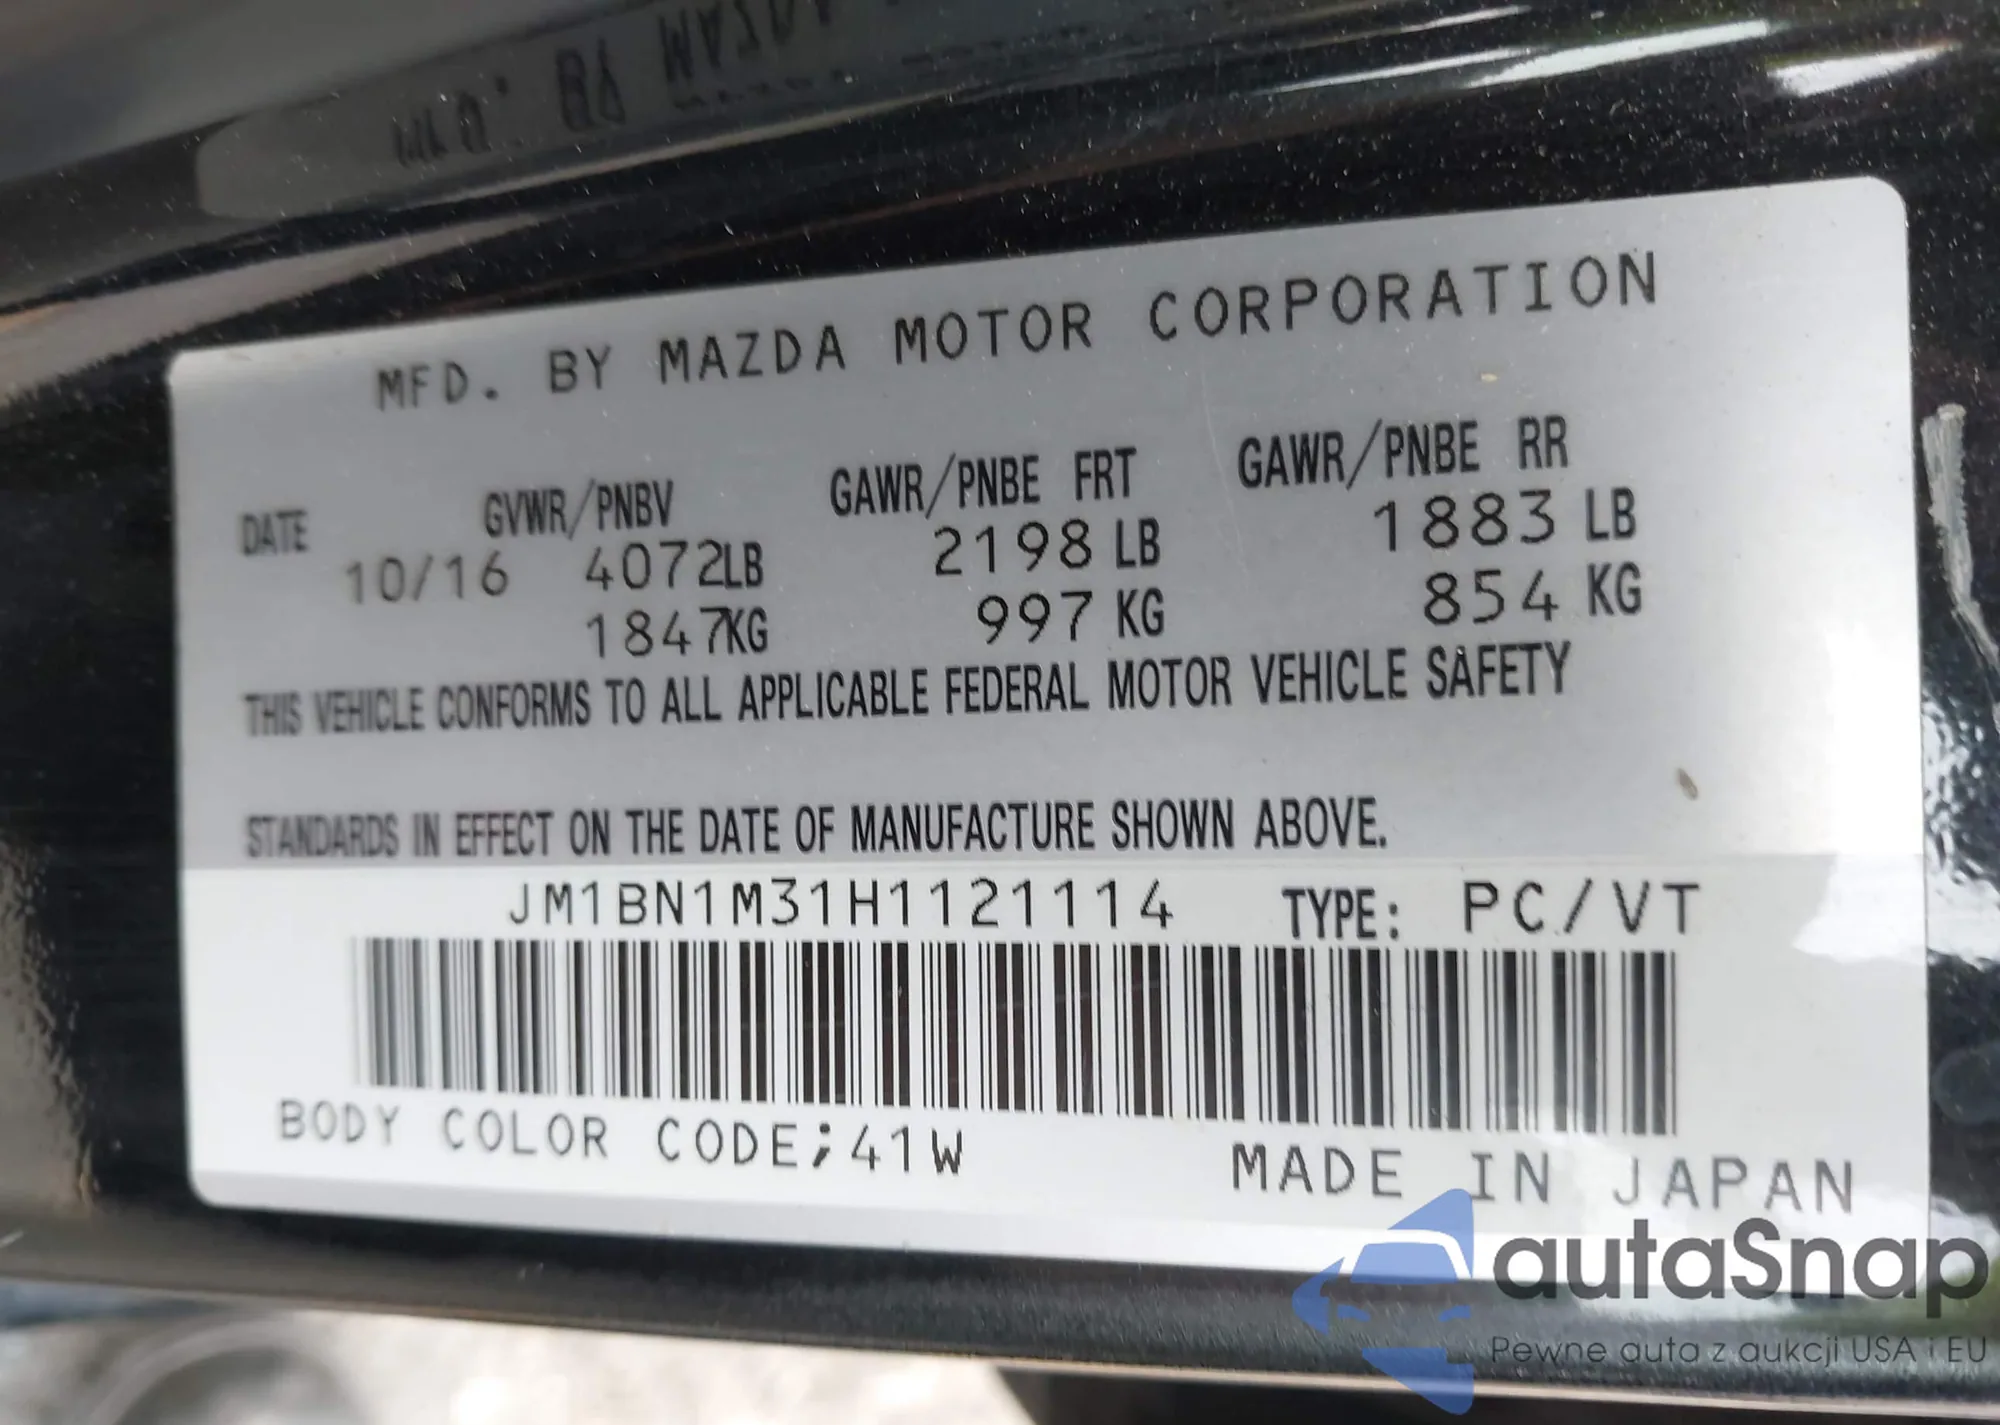 MFD. BY MAZDA MOTOR CORPORATION
DATE GVWR/PNBV GAWR/PNBE FRT GAWR/PNBE RR
10/16 4072LB 2198 LB 1883 LB
1847KG 997 KG 854 KG
THIS VEHICLE CONFORMS TO ALL APPLICABLE FEDERAL MOTOR VEHICLE SAFETY
STANDARDS IN EFFECT ON THE DATE OF MANUFACTURE SHOWN ABOVE.
JM1BN1M31H1121114 TYPE: PC/VT
BODY COLOR CODE;41W
MADE IN JAPAN
autaSnap
Pewne auta z aukcji USA i EU